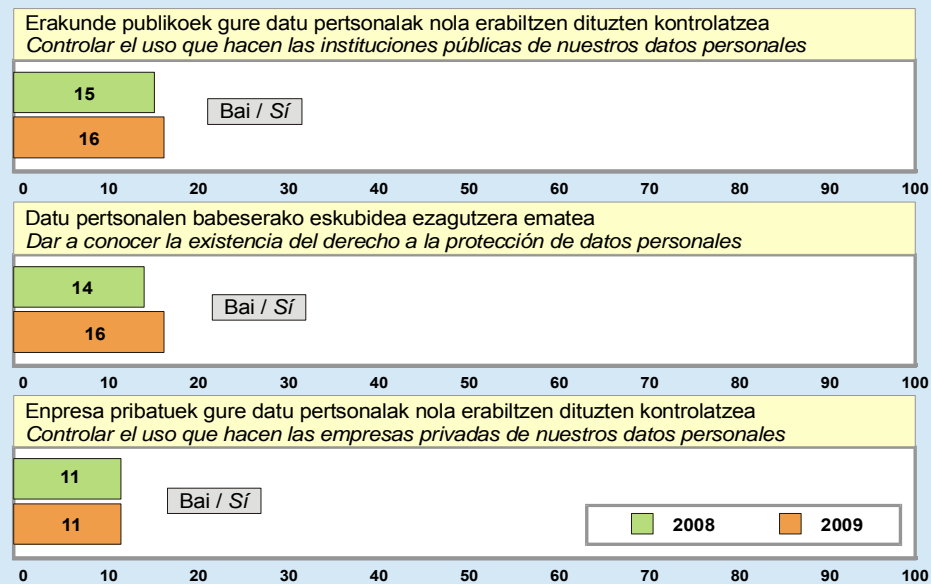 Erakunde publikoek gure datu pertsonalak nola erabiltzen dituzten kontrolatzea
Controlar el uso que hacen las instituciones públicas de nuestros datos personales
15
Bai / Sí
16
0 10 20 30 40 50 60 70 80 90 100
Datu pertsonalen babeserako eskubidea ezagutzera ematea
Dar a conocer la existencia del derecho a la protección de datos personales
14
Bai / Sí
16
0 10 20 30 40 50 60 70 80 90 100
Enpresa pribatuek gure datu pertsonalak nola erabiltzen dituzten kontrolatzea
Controlar el uso que hacen las empresas privadas de nuestros datos personales
11
Bai / Sí
11
2008 2009
0 10 20 30 40 50 60 70 80 90 100